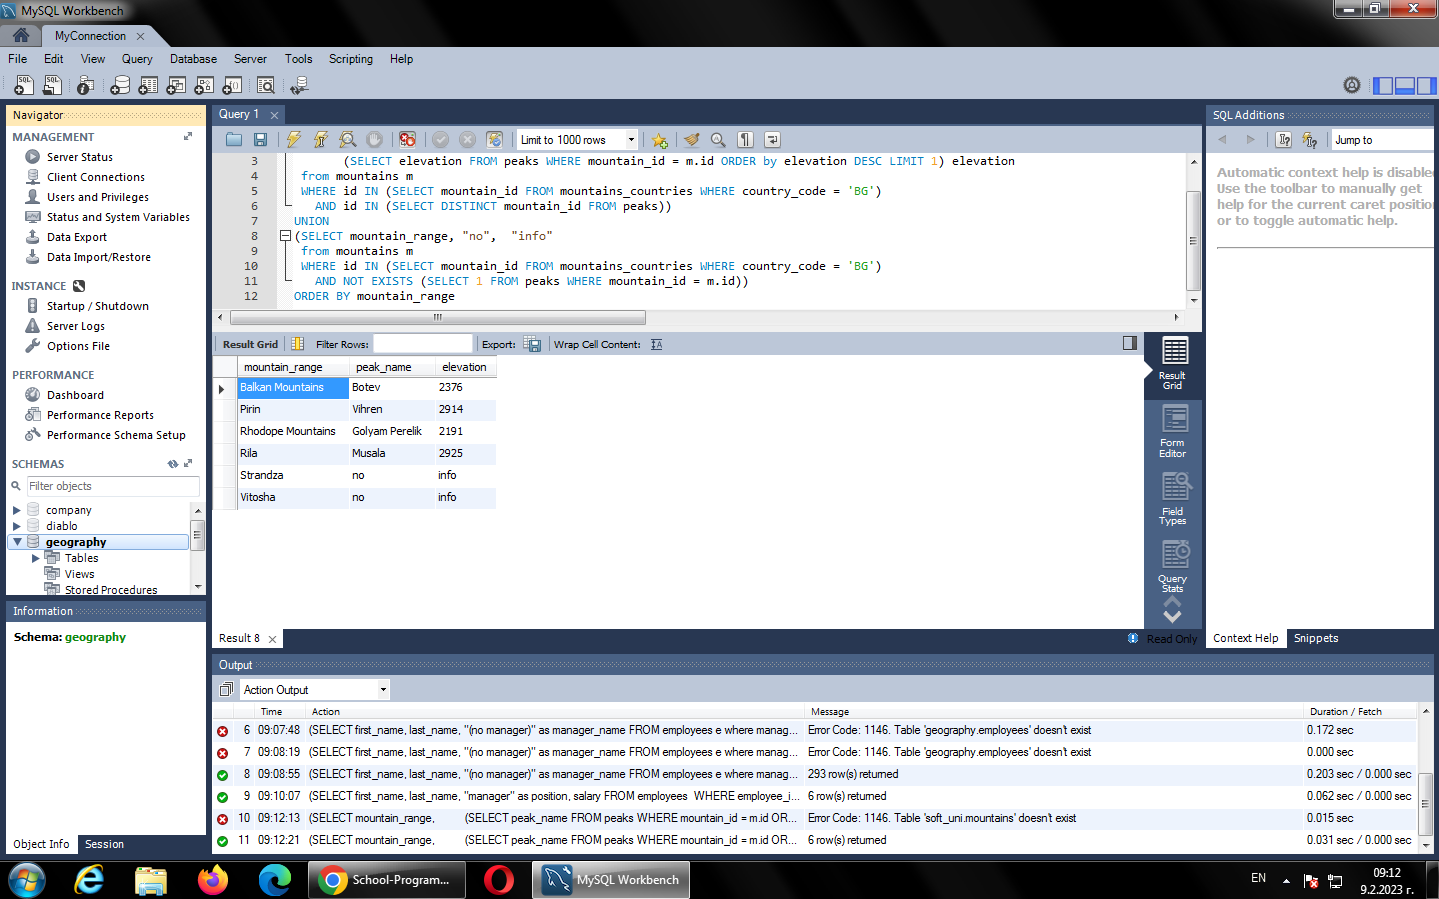 MySQL Workbench
MyConnection
File Edit View Query Database Server Tools Scripting Help
Navigator
MANAGEMENT
Server Status
Client Connections
Users and Privileges
Status and System Variables
Data Export
Data Import/Restore
INSTANCE
Startup / Shutdown
Server Logs
Options File
PERFORMANCE
Dashboard
Performance Reports
Performance Schema Setup
SCHEMAS
Filter objects
company
diablo
geography
Tables
Views
Stored Procedures
Information
Schema: geography
Object Info Session
Query 1
Limit to 1000 rows
3 (SELECT elevation FROM peaks WHERE mountain_id = m.id ORDER by elevation DESC LIMIT 1) elevation
4 from mountains m
5 WHERE id IN (SELECT mountain_id FROM mountains_countries WHERE country_code = 'BG')
6 AND id IN (SELECT DISTINCT mountain_id FROM peaks))
7 UNION
8 (SELECT mountain_range, "no", "info"
9 from mountains m
10 WHERE id IN (SELECT mountain_id FROM mountains_countries WHERE country_code = 'BG')
11 AND NOT EXISTS (SELECT 1 FROM peaks WHERE mountain_id = m.id))
12 ORDER BY mountain_range
Result Grid Filter Rows: Export: Wrap Cell Content:
mountain_range peak_name elevation
Balkan Mountains Botev 2376
Pirin Vihren 2914
Rhodope Mountains Golyam Perelik 2191
Rila Musala 2925
Strandza no info
Vitosha no info
Result
Grid
Form
Editor
Field
Types
Query
Stats
Result 8
Read Only
SQL Additions
Jump to
Automatic context help is disabled
Use the toolbar to manually get
help for the current caret position
or to toggle automatic help.
Context Help Snippets
Output
Action Output
Time Action Message Duration / Fetch
6 09:07:48 (SELECT first_name, last_name, "(no manager)" as manager_name FROM employees e where manag... Error Code: 1146. Table 'geography.employees' doesn't exist 0.172 sec
7 09:08:19 (SELECT first_name, last_name, "(no manager)" as manager_name FROM employees e where manag... Error Code: 1146. Table 'geography.employees' doesn't exist 0.000 sec
8 09:08:55 (SELECT first_name, last_name, "(no manager)" as manager_name FROM employees e where manag... 293 row(s) returned 0.203 sec / 0.000 sec
9 09:10:07 (SELECT first_name, last_name, "manager" as position, salary FROM employees WHERE employee_i... 6 row(s) returned 0.062 sec / 0.000 sec
10 09:12:13 (SELECT mountain_range, (SELECT peak_name FROM peaks WHERE mountain_id = m.id OR... Error Code: 1146. Table 'soft_uni.mountains' doesn't exist 0.015 sec
11 09:12:21 (SELECT mountain_range, (SELECT peak_name FROM peaks WHERE mountain_id = m.id OR... 6 row(s) returned 0.031 sec / 0.000 sec
School-Program...
MySQL Workbench
EN
09:12
9.2.2023 г.